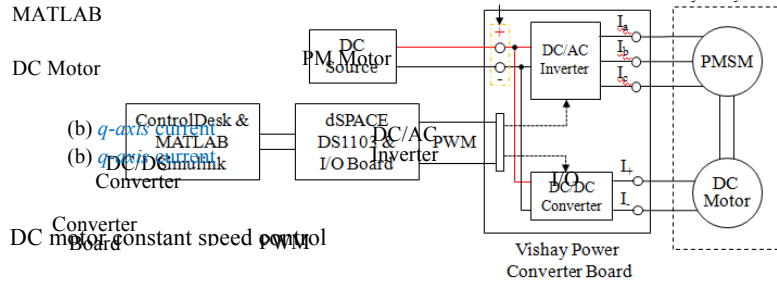 MATLAB
DC Motor
DC
Source
PM Motor
+
-
DC/AC
Inverter
Ia
Ib
Ic
PMSM
(b) q-axis current
(b) q-axis current
ControlDesk &
MATLAB
Simulink
DC/DC
Converter
dSPACE
DS1103 &
I/O Board
DC/AC
Inverter
PWM
I/O
DC/DC
Converter
I+
I-
DC
Motor
Converter
Board
DC motor constant speed control
PWM
Vishay Power
Converter Board